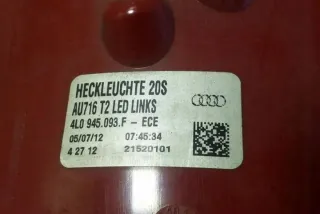 HECKLEUCHTE 20S
AU716 T2 LED LINKS
4L0 945.093.F - ECE
05/07/12 07:45:34
4 27 12 21520101